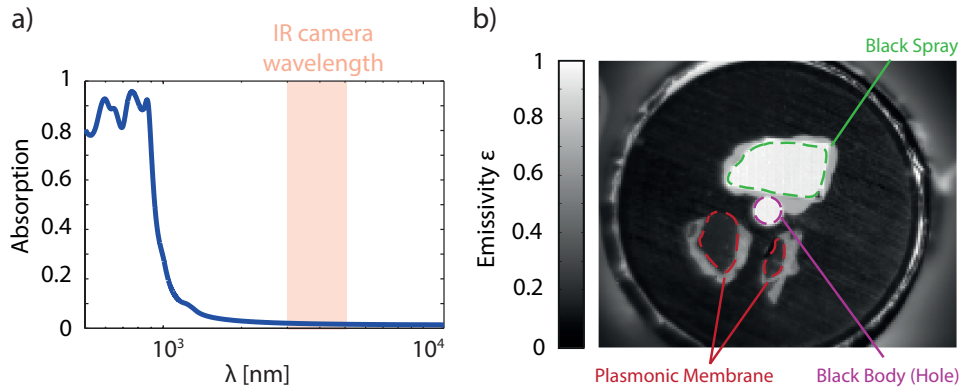 a)
IR camera
wavelength
1
0.8
0.6
0.4
0.2
0
Absorption
10³
10⁴
λ [nm]
b)
Black Spray
1
0.8
0.6
0.4
0.2
0
Emissivity ε
Plasmonic Membrane
Black Body (Hole)